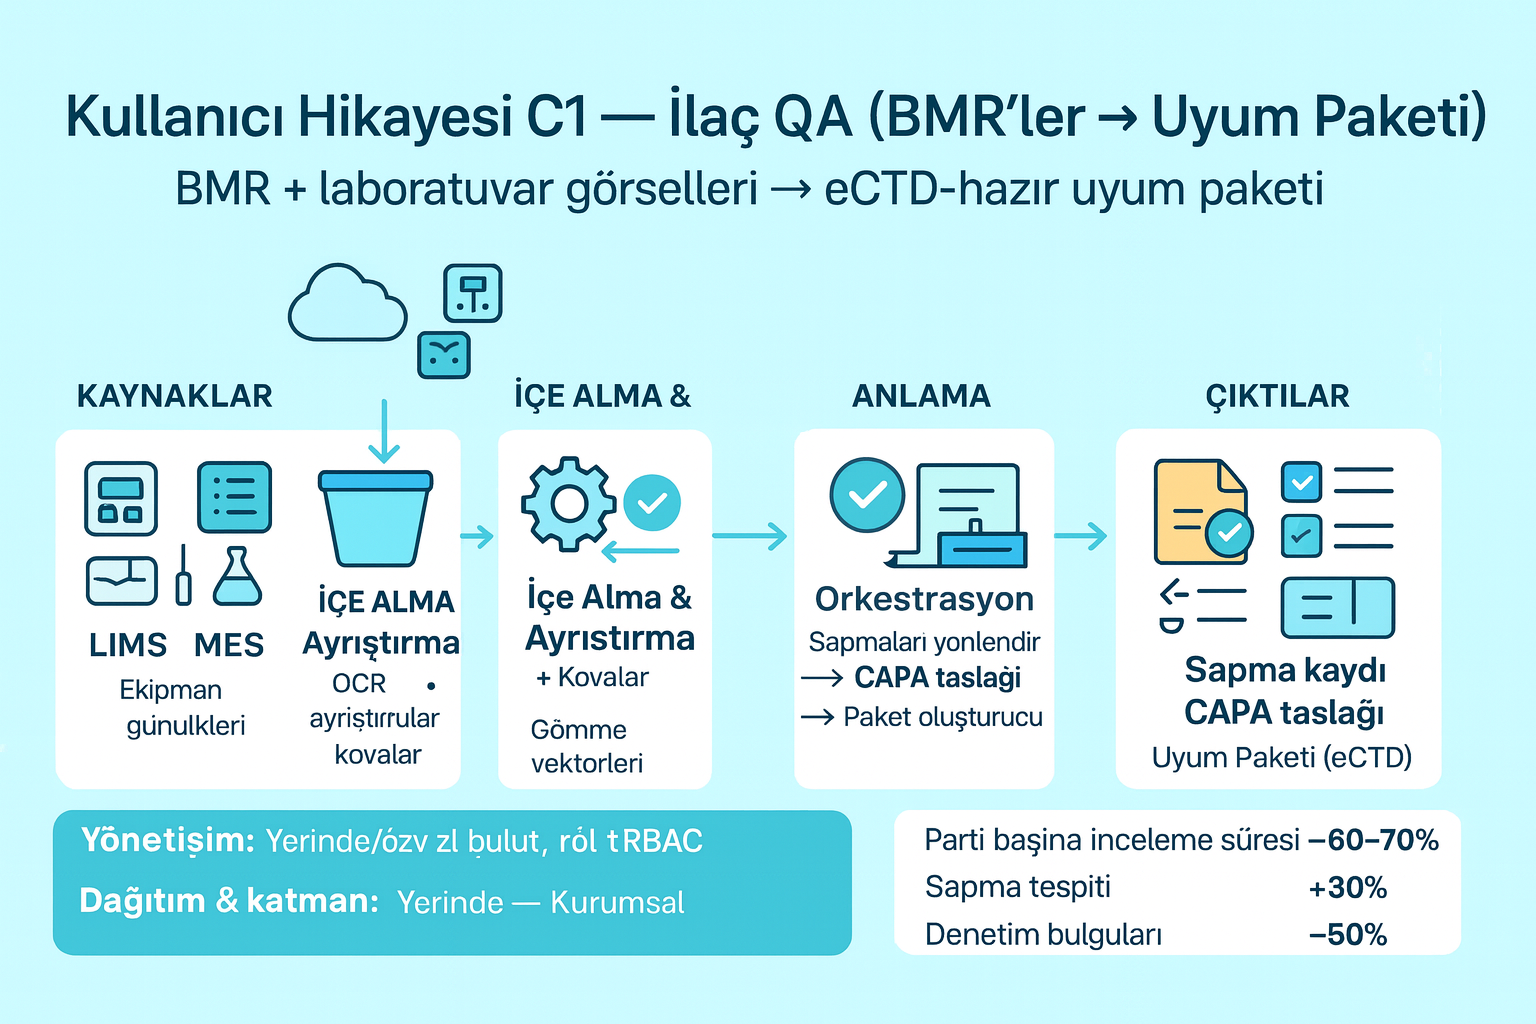 Kullanıcı Hikayesi C1 — İlaç QA (BMR’ler → Uyum Paketi)
BMR + laboratuvar görselleri → eCTD-hazır uyum paketi
KAYNAKLAR
LIMS MES
Ekipman
günulkleri
İÇE ALMA
Ayrıştırma
OCR •
ayriştırrular
kovalar
İÇE ALMA &
İçe Alma &
Ayrıstırma
+ Kovalar
Gömme
vektorleri
ANLAMA
Orkestrasyon
Sapmaları yonlendir
→ CAPA taslaği
→ Paket oluşturucu
ÇIKTILAR
Sapma kaydı
CAPA taslağı
Uyum Paketi (eCTD)
Yönetişim: Yerinde/özv zl bulut, ról tRBAC
Dağıtım & katman: Yerinde — Kurumsal
Parti başina inceleme süresi –60–70%
Sapma tespiti +30%
Denetim bulguları –50%